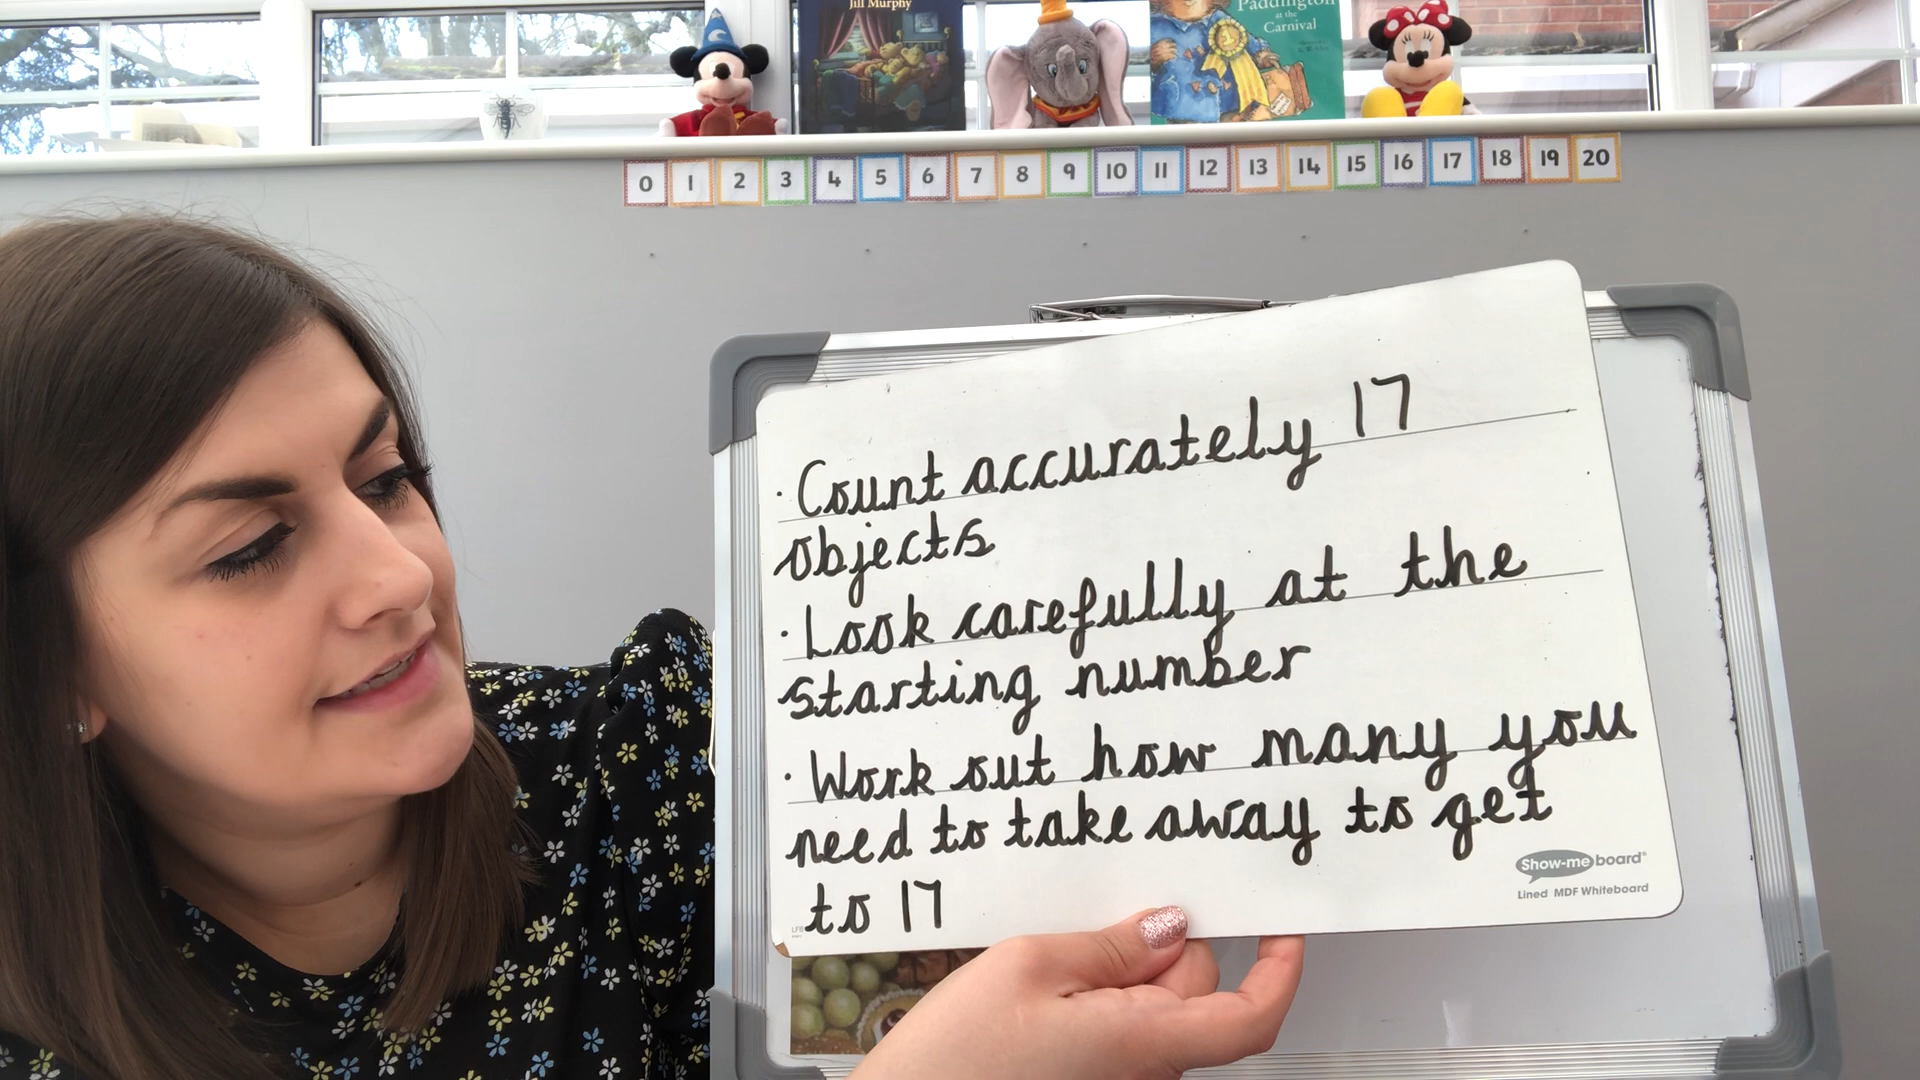 Jill Murphy
Paddington
at the
Carnival
0 1 2 3 4 5 6 7 8 9 10 11 12 13 14 15 16 17 18 19 20
· Count accurately 17
objects
· Look carefully at the
starting number
· Work out how many you
need to take away to get
to 17
Show-me board®
Lined MDF Whiteboard